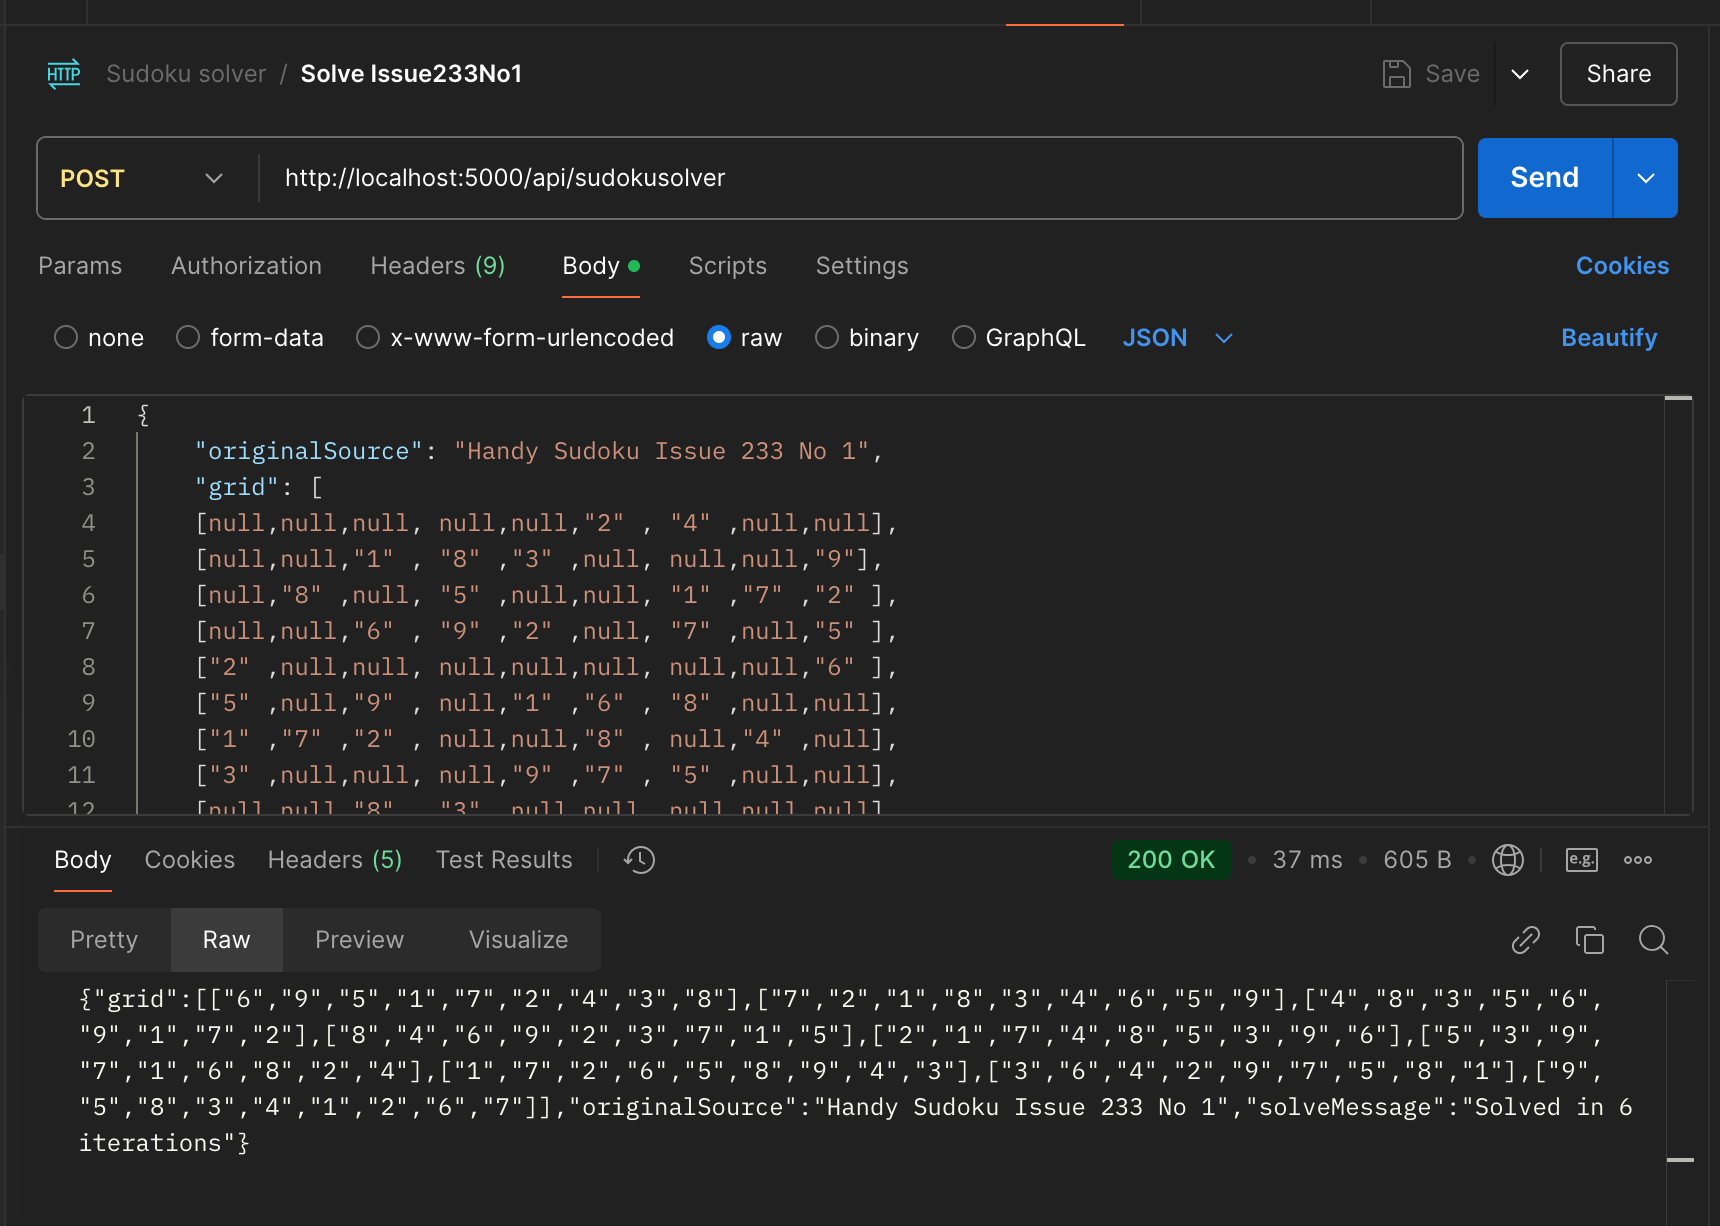 HTTP Sudoku solver / Solve Issue233No1 Save Share
POST http://localhost:5000/api/sudokusolver Send
Params Authorization Headers (9) Body Scripts Settings Cookies
none form-data x-www-form-urlencoded raw binary GraphQL JSON Beautify
1 {
2 "originalSource": "Handy Sudoku Issue 233 No 1",
3 "grid": [
4 [null,null,null, null,null,"2" , "4" ,null,null],
5 [null,null,"1" , "8" ,"3" ,null, null,null,"9"],
6 [null,"8" ,null, "5" ,null,null, "1" ,"7" ,"2" ],
7 [null,null,"6" , "9" ,"2" ,null, "7" ,null,"5" ],
8 ["2" ,null,null, null,null,null, null,null,"6" ],
9 ["5" ,null,"9" , null,"1" ,"6" , "8" ,null,null],
10 ["1" ,"7" ,"2" , null,null,"8" , null,"4" ,null],
11 ["3" ,null,null, null,"9" ,"7" , "5" ,null,null],
12 [null,null,"8" , "3" ,null,null, null,null,null]
Body Cookies Headers (5) Test Results 200 OK • 37 ms • 605 B • e.g. ooo
Pretty Raw Preview Visualize
{"grid":[["6","9","5","1","7","2","4","3","8"],["7","2","1","8","3","4","6","5","9"],["4","8","3","5","6",
"9","1","7","2"],["8","4","6","9","2","3","7","1","5"],["2","1","7","4","8","5","3","9","6"],["5","3","9",
"7","1","6","8","2","4"],["1","7","2","6","5","8","9","4","3"],["3","6","4","2","9","7","5","8","1"],["9",
"5","8","3","4","1","2","6","7"]],"originalSource":"Handy Sudoku Issue 233 No 1","solveMessage":"Solved in 6
iterations"}